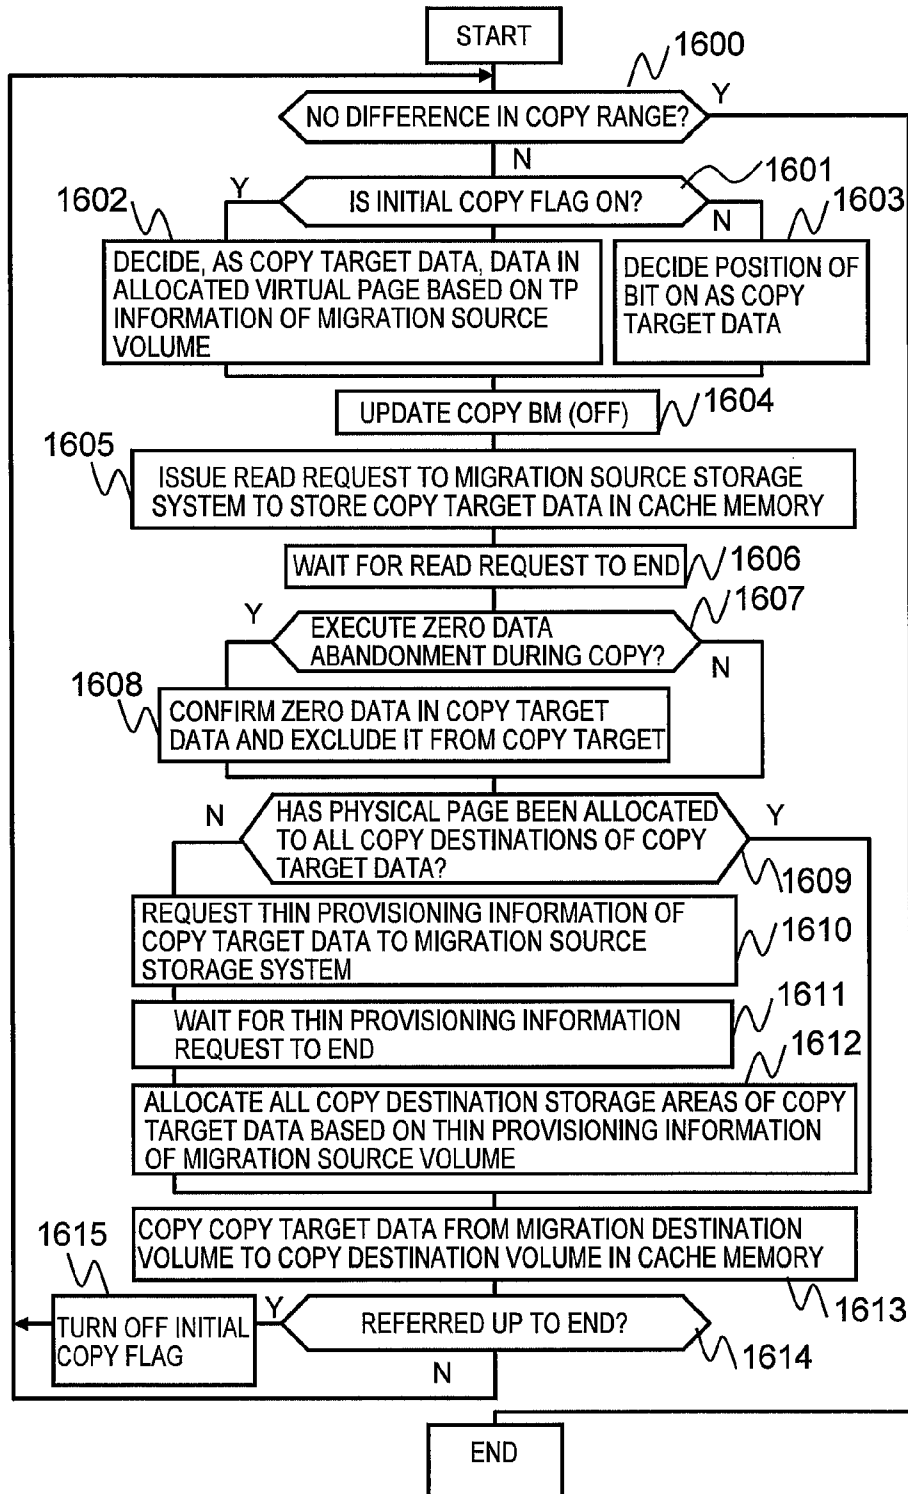 START
1600
NO DIFFERENCE IN COPY RANGE?
Y
N
1601
IS INITIAL COPY FLAG ON?
Y
N
1602
1603
DECIDE, AS COPY TARGET DATA, DATA IN
ALLOCATED VIRTUAL PAGE BASED ON TP
INFORMATION OF MIGRATION SOURCE
VOLUME
DECIDE POSITION OF
BIT ON AS COPY
TARGET DATA
UPDATE COPY BM (OFF)
1604
1605
ISSUE READ REQUEST TO MIGRATION SOURCE STORAGE
SYSTEM TO STORE COPY TARGET DATA IN CACHE MEMORY
WAIT FOR READ REQUEST TO END
1606
1607
Y
EXECUTE ZERO DATA
ABANDONMENT DURING COPY?
N
1608
CONFIRM ZERO DATA IN COPY TARGET
DATA AND EXCLUDE IT FROM COPY TARGET
N
HAS PHYSICAL PAGE BEEN ALLOCATED
TO ALL COPY DESTINATIONS OF COPY
TARGET DATA?
Y
1609
REQUEST THIN PROVISIONING INFORMATION OF
COPY TARGET DATA TO MIGRATION SOURCE
STORAGE SYSTEM
1610
WAIT FOR THIN PROVISIONING INFORMATION
REQUEST TO END
1611
1612
ALLOCATE ALL COPY DESTINATION STORAGE AREAS OF COPY
TARGET DATA BASED ON THIN PROVISIONING INFORMATION
OF MIGRATION SOURCE VOLUME
COPY COPY TARGET DATA FROM MIGRATION DESTINATION
VOLUME TO COPY DESTINATION VOLUME IN CACHE MEMORY
1613
1615
TURN OFF INITIAL
COPY FLAG
Y
REFERRED UP TO END?
1614
N
END